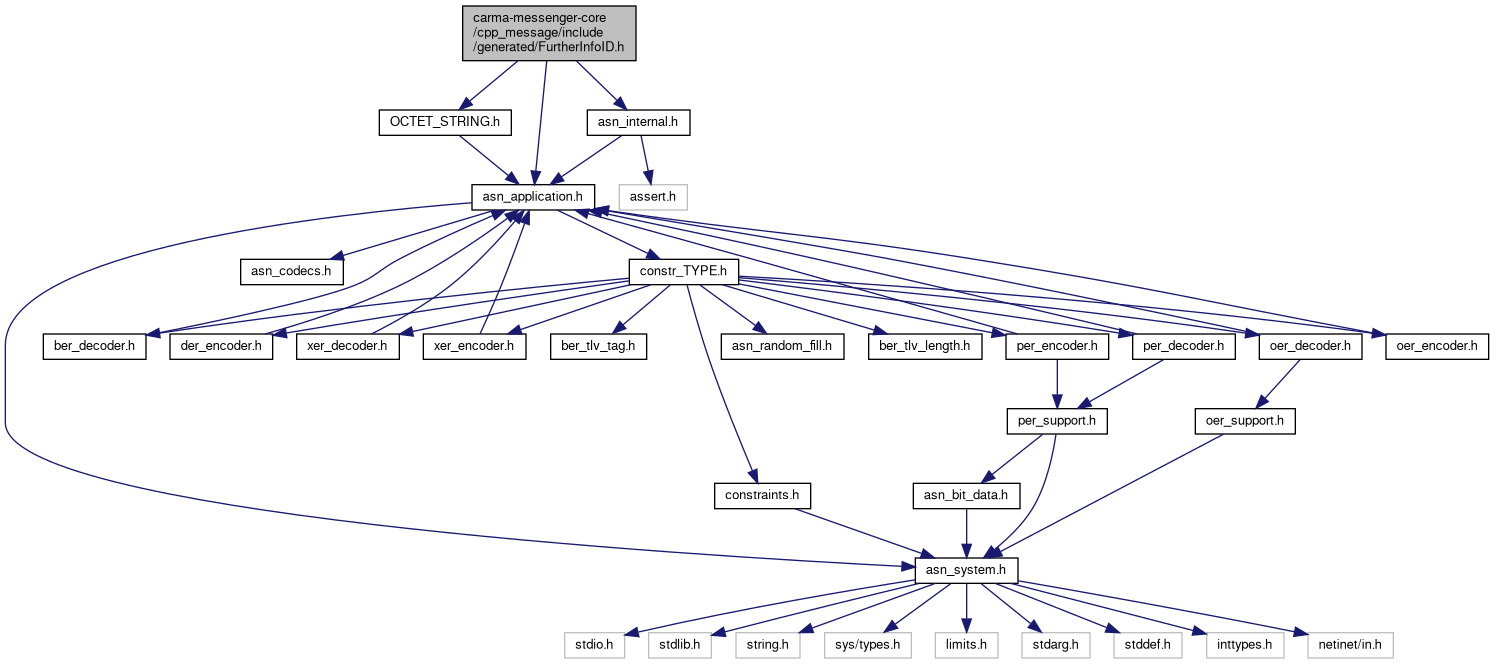 carma-messenger-core
/cpp_message/include
/generated/FurtherInfoID.h
OCTET_STRING.h
asn_internal.h
asn_application.h
assert.h
asn_codecs.h
constr_TYPE.h
ber_decoder.h
der_encoder.h
xer_decoder.h
xer_encoder.h
ber_tlv_tag.h
asn_random_fill.h
ber_tlv_length.h
per_encoder.h
per_decoder.h
oer_decoder.h
oer_encoder.h
per_support.h
oer_support.h
constraints.h
asn_bit_data.h
asn_system.h
stdio.h
stdlib.h
string.h
sys/types.h
limits.h
stdarg.h
stddef.h
inttypes.h
netinet/in.h